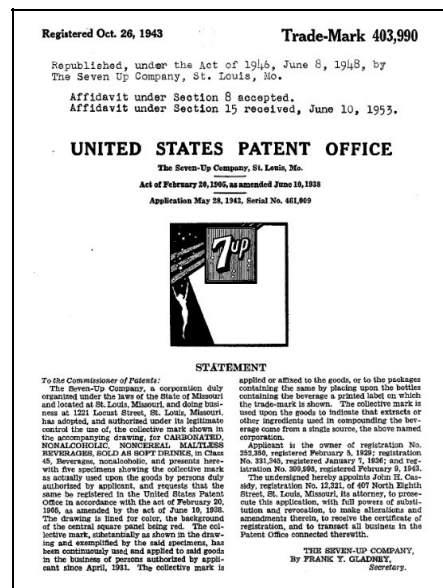 Registered Oct. 26, 1943
Trade-Mark 403,990
Republished, under the Act of 1946, June 8, 1948, by
The Seven Up Company, St. Louis, Mo.
Affidavit under Section 8 accepted.
Affidavit under Section 15 received, June 10, 1953.
UNITED STATES PATENT OFFICE
The Seven-Up Company, St. Louis, Mo.
Act of February 20, 1905, as amended June 10, 1938
Application May 28, 1943, Serial No. 461,009
7up
STATEMENT
To the Commissioner of Patents:
The Seven-Up Company, a corporation duly
organized under the laws of the State of Missouri
and located at St. Louis, Missouri, and doing busi-
ness at 1221 Locust Street, St. Louis, Missouri,
has adopted, and authorized under its legitimate
control the use of, the collective mark shown in
the accompanying drawing, for CARBONATED,
NONALCOHOLIC, NONCEREAL MALTLESS
BEVERAGES, SOLD AS SOFT DRINKS, in Class
45, Beverages, nonalcoholic, and presents here-
with five specimens showing the collective mark
as actually used upon the goods by persons duly
authorized by applicant, and requests that the
same be registered in the United States Patent
Office in accordance with the act of February 20,
1905, as amended by the act of June 10, 1938.
The drawing is lined for color, the background
of the central square panel being red. The col-
lective mark, substantially as shown in the draw-
ing and exemplified by the said specimens, has
been continuously used and applied to said goods
in the business of persons authorized by appli-
cant since April, 1931. The collective mark is
applied or affixed to the goods, or to the packages
containing the same by placing upon the bottles
containing the beverage a printed label on which
the trade-mark is shown. The collective mark is
used upon the goods to indicate that extracts or
other ingredients used in compounding the bev-
erage come from a single source, the above named
corporation.
Applicant is the owner of registration No.
252,350, registered February 5, 1929; registration
No. 331,345, registered January 7, 1936; and reg-
istration No. 399,695, registered February 9, 1943.
The undersigned hereby appoints John H. Cas-
sidy, registration No. 12,321, of 407 North Eighth
Street, St. Louis, Missouri, its attorney, to prose-
cute this application, with full powers of substi-
tution and revocation, to make alterations and
amendments therein, to receive the certificate of
registration, and to transact all business in the
Patent Office connected therewith.
THE SEVEN-UP COMPANY,
By FRANK Y. GLADNEY,
Secretary.